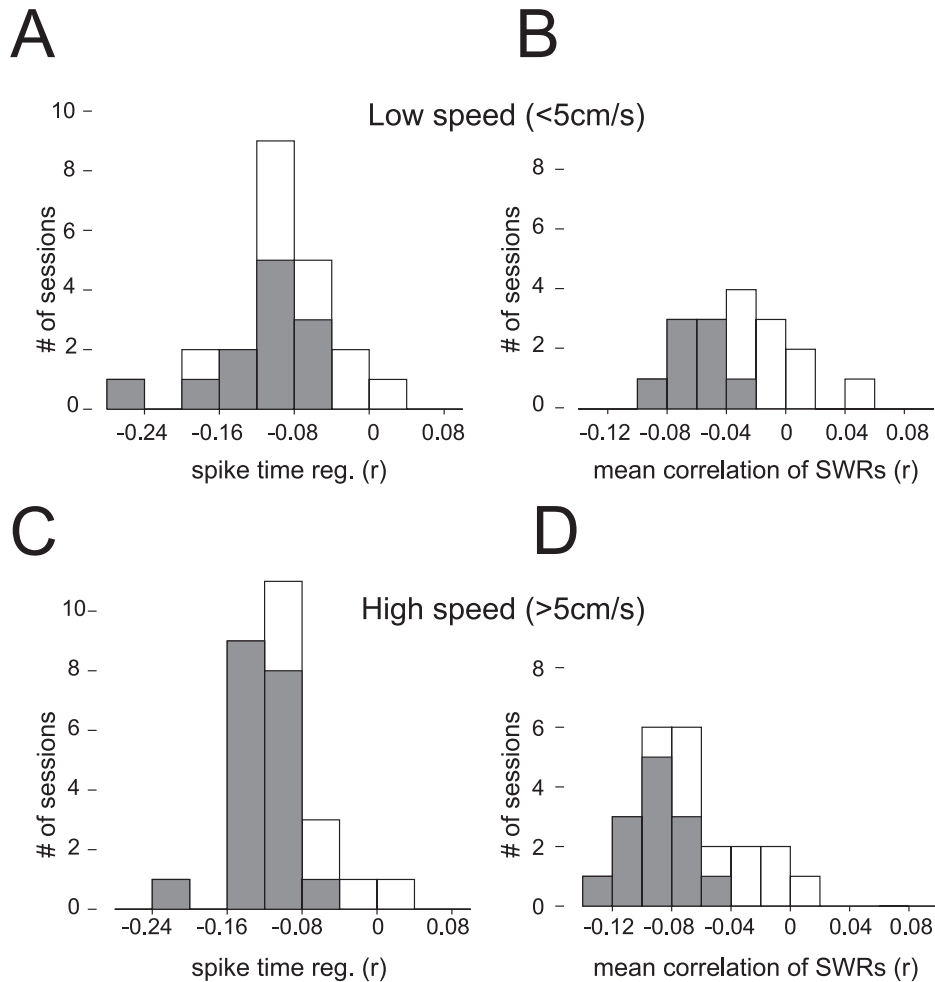 A
B
Low speed (<5cm/s)
# of sessions
10
8
6
4
2
0
-0.24 -0.16 -0.08 0 0.08
spike time reg. (r)
# of sessions
8
6
4
2
0
-0.12 -0.08 -0.04 0 0.04 0.08
mean correlation of SWRs (r)
C
D
High speed (>5cm/s)
# of sessions
10
8
6
4
2
0
-0.24 -0.16 -0.08 0 0.08
spike time reg. (r)
# of sessions
8
6
4
2
0
-0.12 -0.08 -0.04 0 0.04 0.08
mean correlation of SWRs (r)